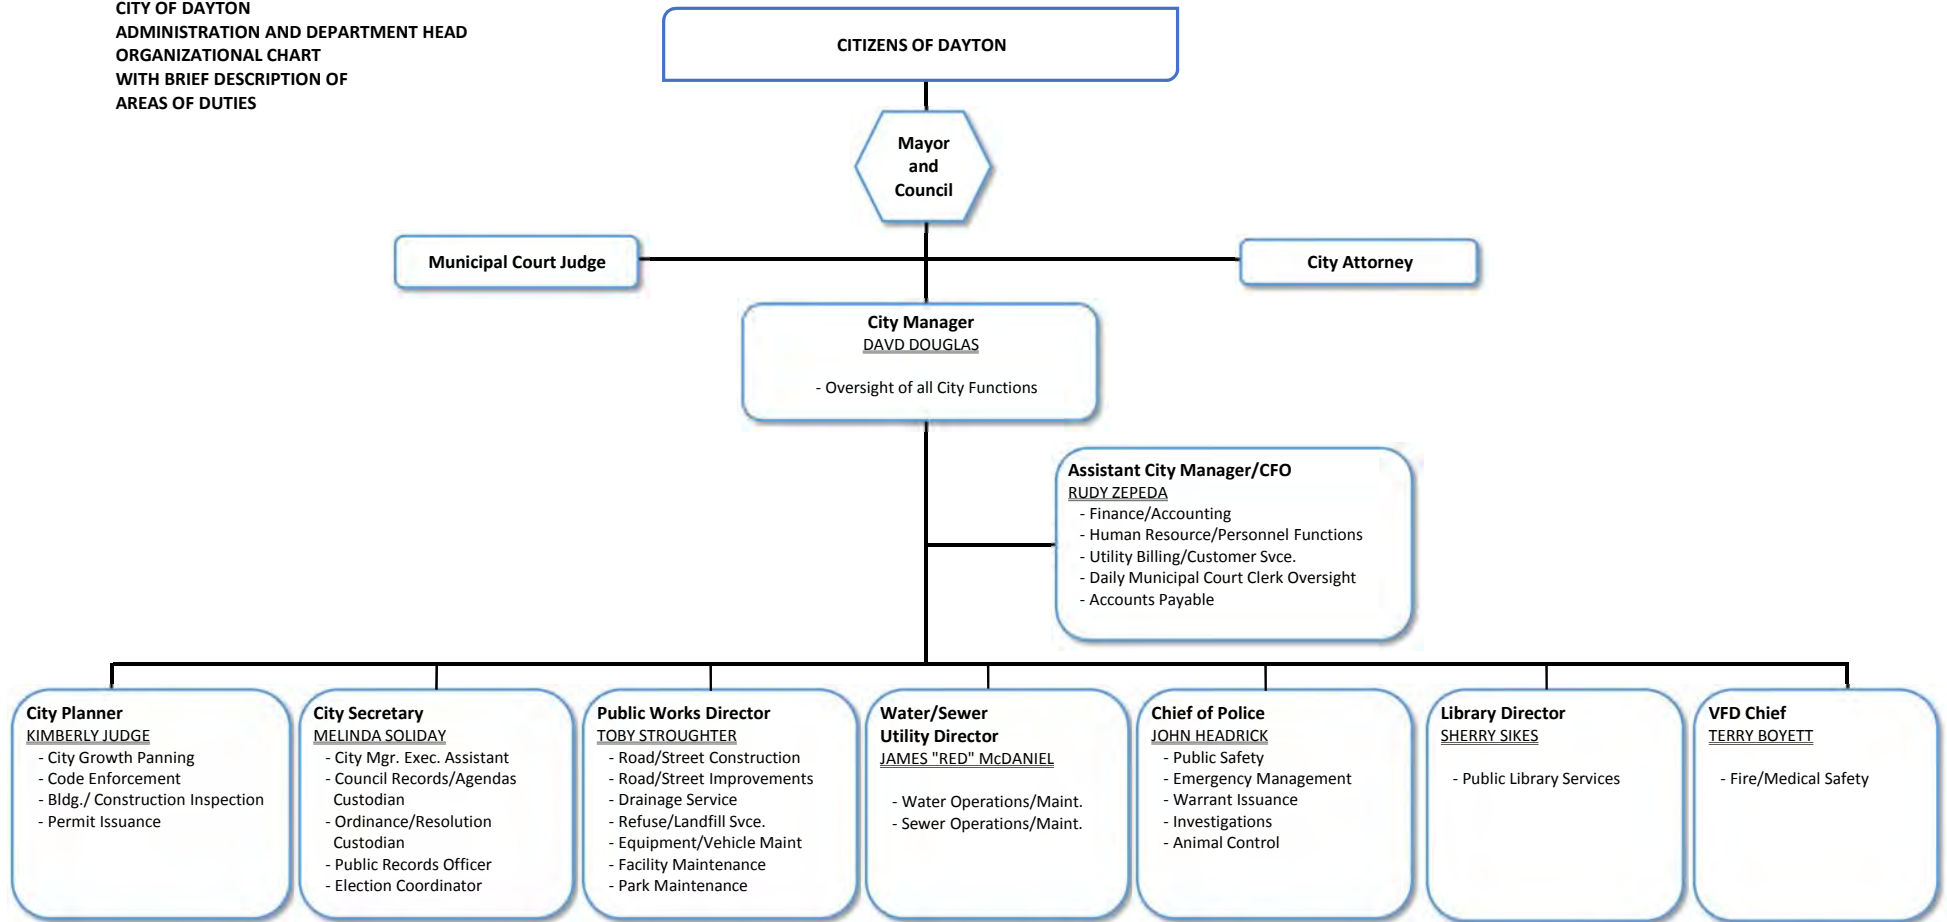 CITY OF DAYTON
ADMINISTRATION AND DEPARTMENT HEAD
ORGANIZATIONAL CHART
WITH BRIEF DESCRIPTION OF
AREAS OF DUTIES
CITIZENS OF DAYTON
Mayor
and
Council
Municipal Court Judge
City Attorney
City Manager
DAVD DOUGLAS
- Oversight of all City Functions
Assistant City Manager/CFO
RUDY ZEPEDA
- Finance/Accounting
- Human Resource/Personnel Functions
- Utility Billing/Customer Svce.
- Daily Municipal Court Clerk Oversight
- Accounts Payable
City Planner
KIMBERLY JUDGE
- City Growth Panning
- Code Enforcement
- Bldg./ Construction Inspection
- Permit Issuance
City Secretary
MELINDA SOLIDAY
- City Mgr. Exec. Assistant
- Council Records/Agendas
Custodian
- Ordinance/Resolution
Custodian
- Public Records Officer
- Election Coordinator
Public Works Director
TOBY STROUGHTER
- Road/Street Construction
- Road/Street Improvements
- Drainage Service
- Refuse/Landfill Svce.
- Equipment/Vehicle Maint
- Facility Maintenance
- Park Maintenance
Water/Sewer
Utility Director
JAMES "RED" McDANIEL
- Water Operations/Maint.
- Sewer Operations/Maint.
Chief of Police
JOHN HEADRICK
- Public Safety
- Emergency Management
- Warrant Issuance
- Investigations
- Animal Control
Library Director
SHERRY SIKES
- Public Library Services
VFD Chief
TERRY BOYETT
- Fire/Medical Safety